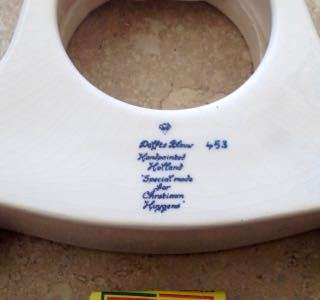 Delfts Blauw 453
Handpainted
Holland
"Special made
for
Christiaan
Huygens"